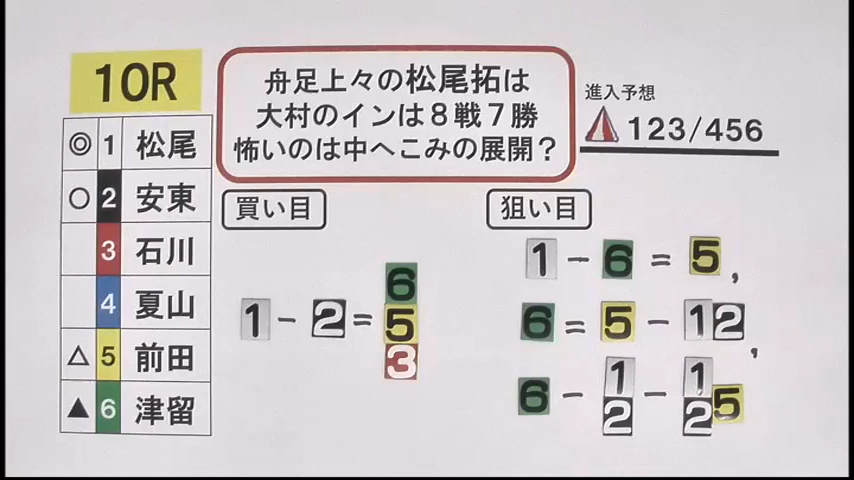 10R
◎ 1 松尾
○ 2 安東
3 石川
4 夏山
△ 5 前田
▲ 6 津留
舟足上々の松尾拓は
大村のインは８戦７勝
怖いのは中へこみの展開？
進入予想
123/456
買い目
1 - 2 = 6 5 3
狙い目
1 - 6 = 5 ,
6 = 5 - 1 2 ,
6 - 1 2 - 1 2 5